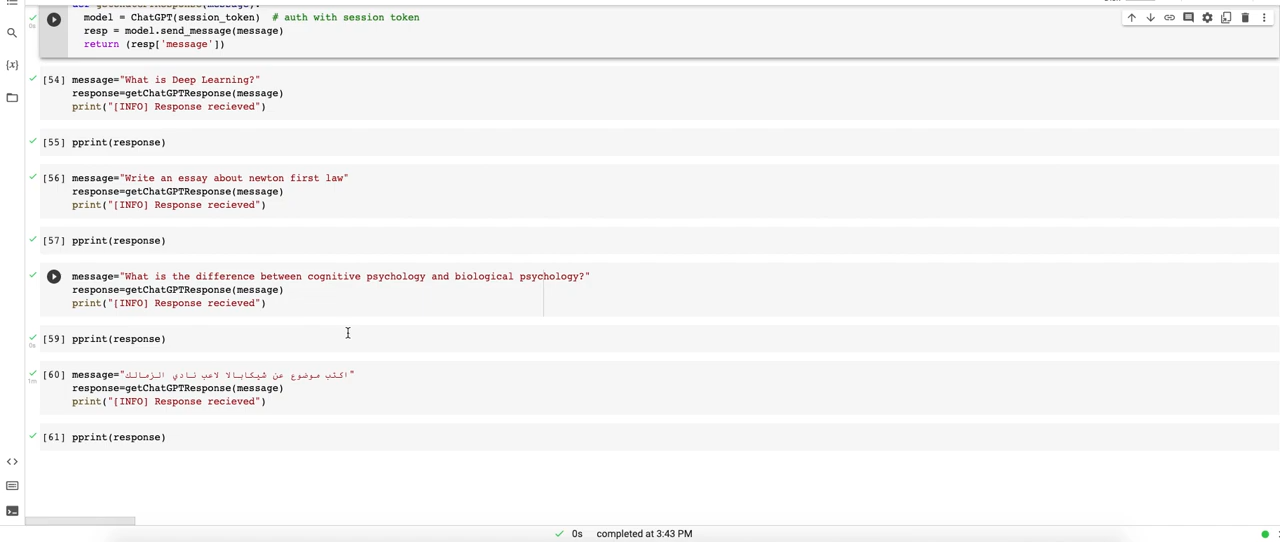 model = ChatGPT(session_token)  # auth with session token
resp = model.send_message(message)
return (resp['message'])
[54] message="What is Deep Learning?"
response=getChatGPTResponse(message)
print("[INFO] Response recieved")
[55] pprint(response)
[56] message="Write an essay about newton first law"
response=getChatGPTResponse(message)
print("[INFO] Response recieved")
[57] pprint(response)
message="What is the difference between cognitive psychology and biological psychology?"
response=getChatGPTResponse(message)
print("[INFO] Response recieved")
[59] pprint(response)
0s
[60] message="اكتب موضوع عن شيكابالا لاعب نادي الزمالك"
1m
response=getChatGPTResponse(message)
print("[INFO] Response recieved")
[61] pprint(response)
0s completed at 3:43 PM